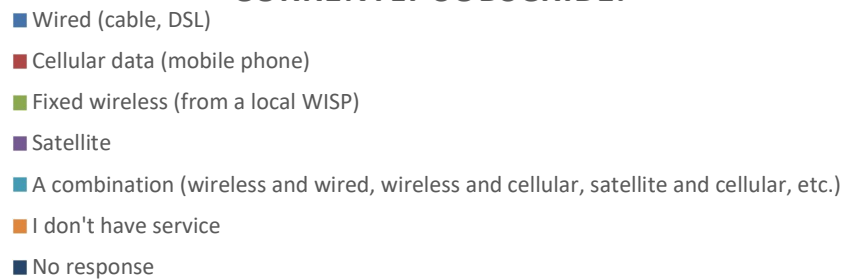 Wired (cable, DSL)
Cellular data (mobile phone)
Fixed wireless (from a local WISP)
Satellite
A combination (wireless and wired, wireless and cellular, satellite and cellular, etc.)
I don't have service
No response